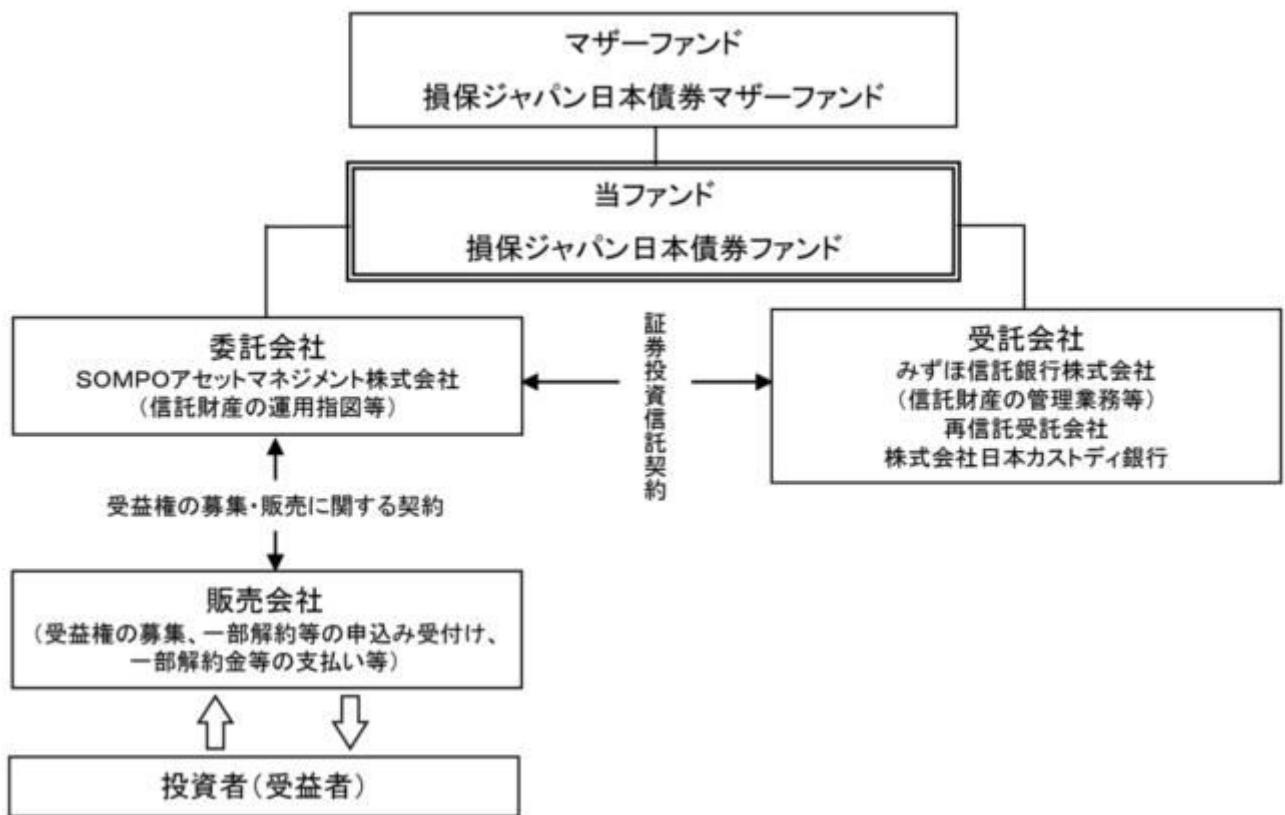 マザーファンド
損保ジャパン日本債券マザーファンド
当ファンド
損保ジャパン日本債券ファンド
委託会社
SOMPOアセットマネジメント株式会社
(信託財産の運用指図等)
証券投資信託契約
受託会社
みずほ信託銀行株式会社
(信託財産の管理業務等)
再信託受託会社
株式会社日本カストディ銀行
受益権の募集・販売に関する契約
販売会社
(受益権の募集、一部解約等の申込み受付け、
一部解約金等の支払い等)
投資者(受益者)